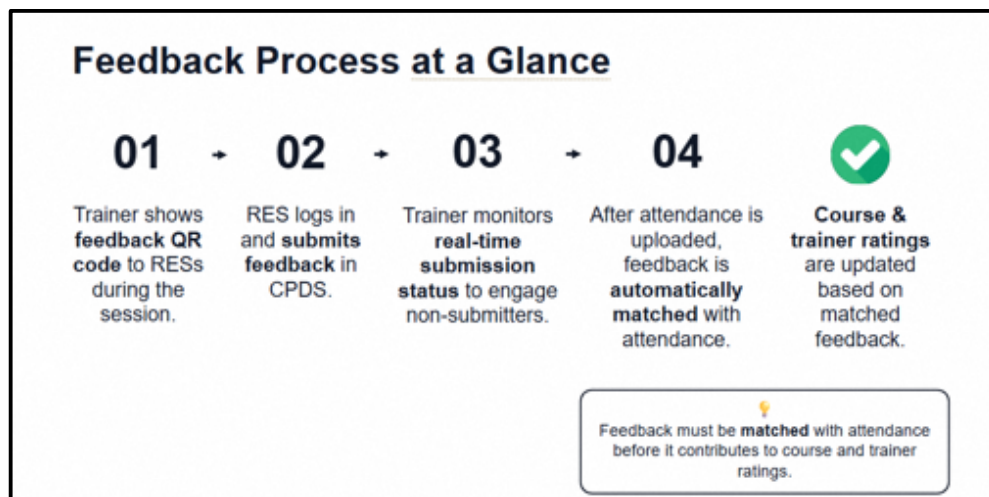 Feedback Process at a Glance
01
Trainer shows
feedback QR
code to RESs
during the
session.
02
RES logs in
and submits
feedback in
CPDS.
03
Trainer monitors
real-time
submission
status to engage
non-submitters.
04
After attendance is
uploaded,
feedback is
automatically
matched with
attendance.
Course &
trainer ratings
are updated
based on
matched
feedback.
Feedback must be matched with attendance
before it contributes to course and trainer
ratings.